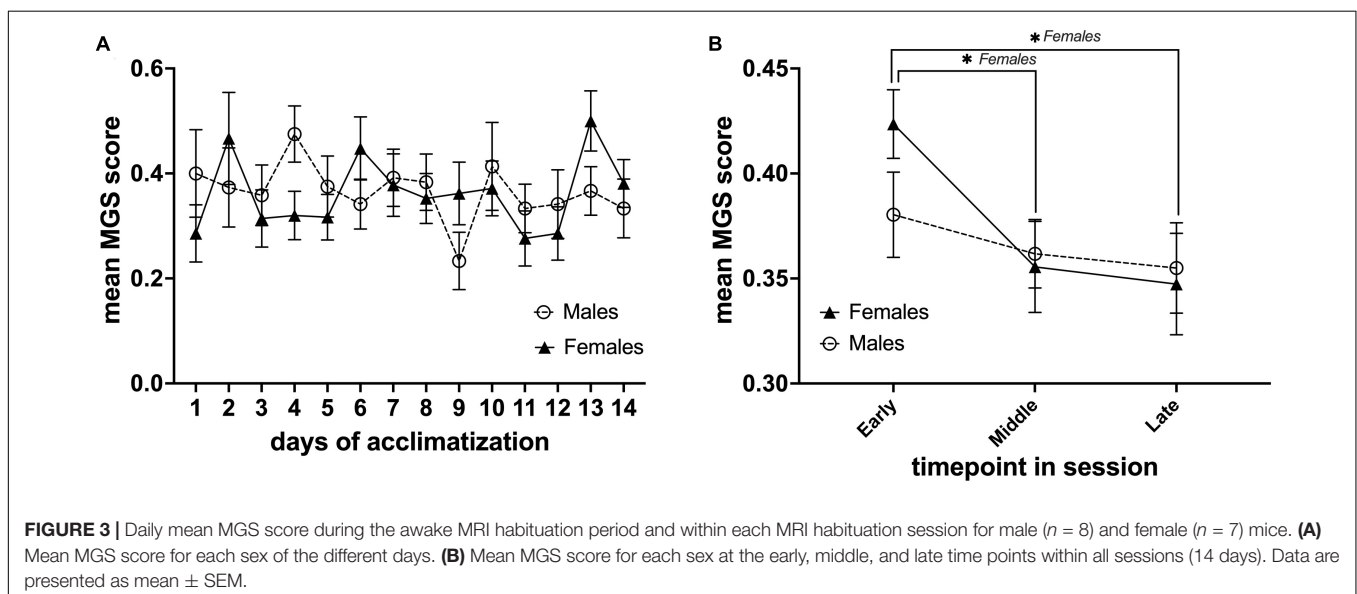 A
0.6
0.4
0.2
0.0
mean MGS score
Males
Females
1 2 3 4 5 6 7 8 9 10 11 12 13 14
days of acclimatization
B
* Females
* Females
0.45
0.40
0.35
0.30
mean MGS score
Females
Males
Early
Middle
Late
timepoint in session
FIGURE 3 | Daily mean MGS score during the awake MRI habituation period and within each MRI habituation session for male (n = 8) and female (n = 7) mice. (A)
Mean MGS score for each sex of the different days. (B) Mean MGS score for each sex at the early, middle, and late time points within all sessions (14 days). Data are
presented as mean ± SEM.